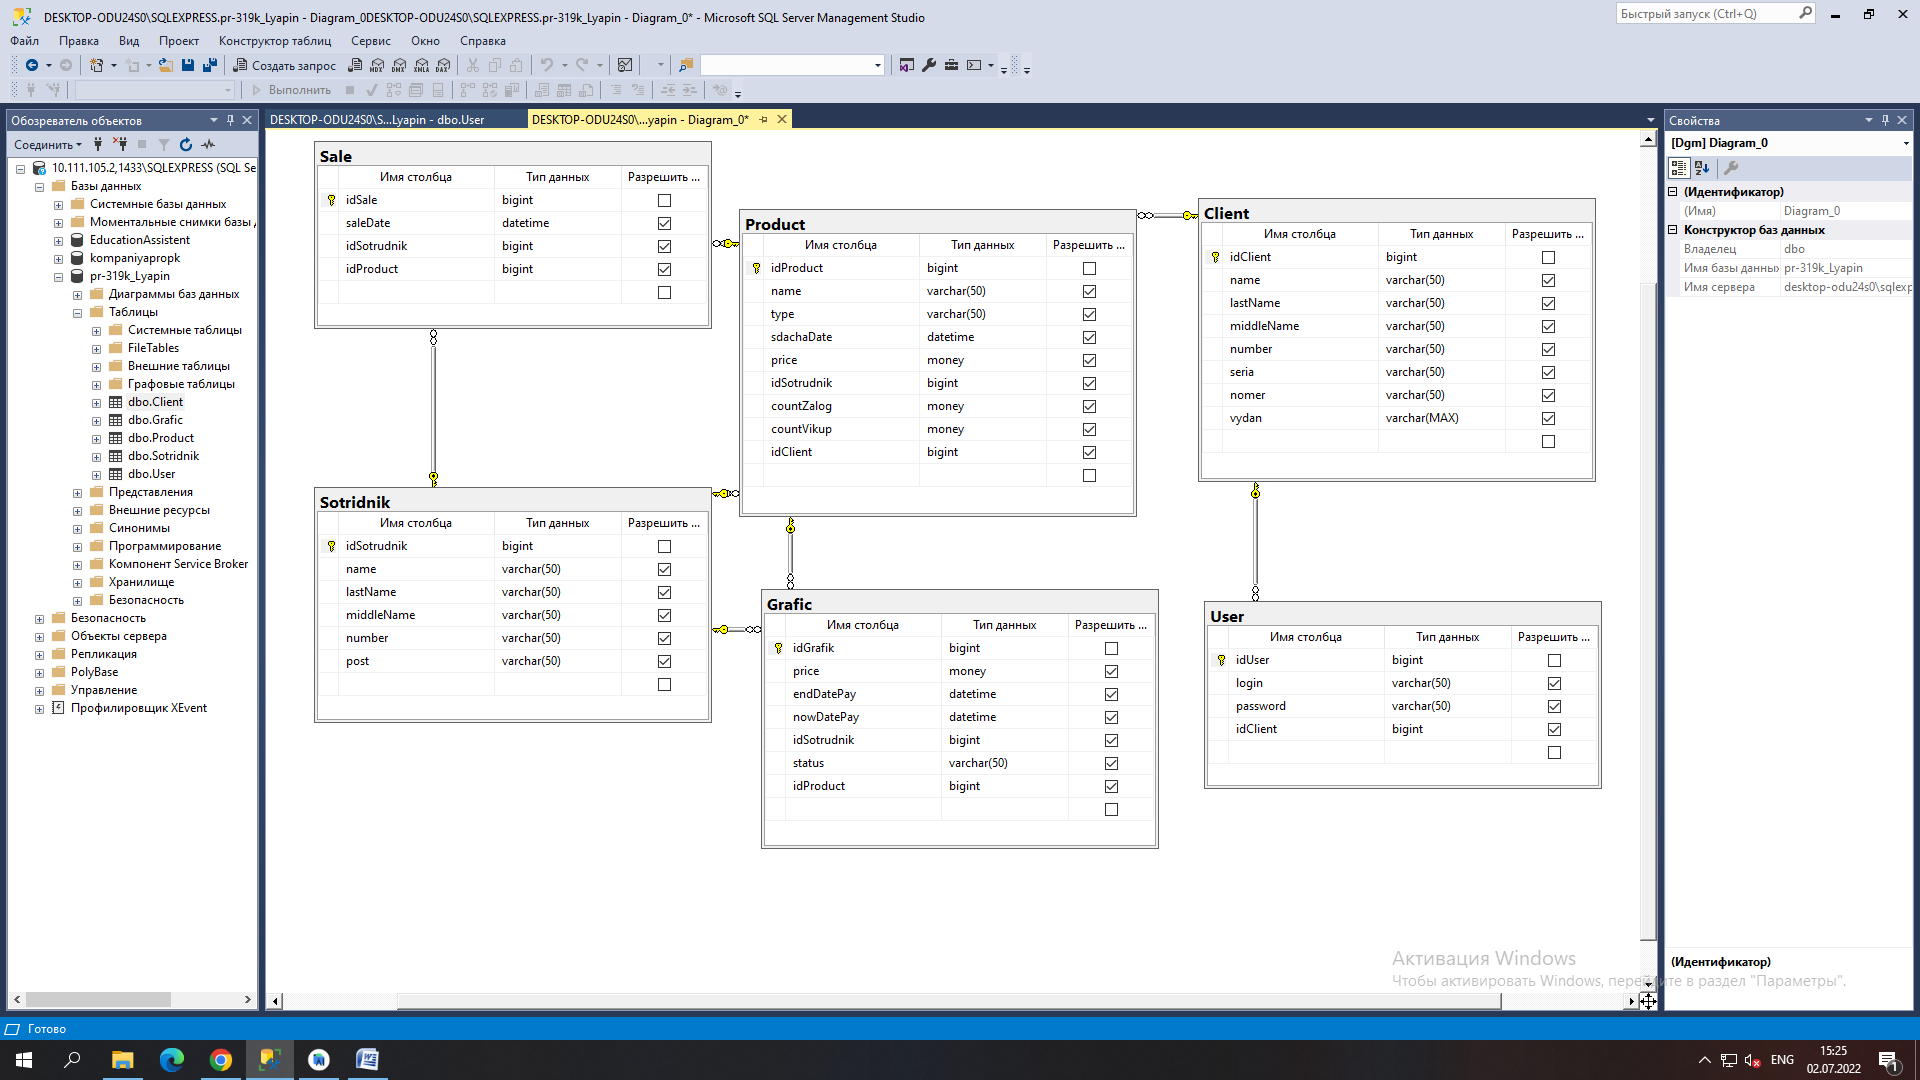 DESKTOP-ODU24S0\SQLEXPRESS.pr-319k_Lyapin - Diagram_0DESKTOP-ODU24S0\SQLEXPRESS.pr-319k_Lyapin - Diagram_0* - Microsoft SQL Server Management Studio
Быстрый запуск (Ctrl+Q)
Файл Правка Вид Проект Конструктор таблиц Сервис Окно Справка
Создать запрос MDX DMX XMLA DAX
Выполнить
Обозреватель объектов
Соединить
10.111.105.2,1433\SQLEXPRESS (SQL Se
Базы данных
Системные базы данных
Моментальные снимки базы
EducationAssistent
kompaniyapropk
pr-319k_Lyapin
Диаграммы баз данных
Таблицы
Системные таблицы
FileTables
Внешние таблицы
Графовые таблицы
dbo.Client
dbo.Grafic
dbo.Product
dbo.Sotridnik
dbo.User
Представления
Внешние ресурсы
Синонимы
Программирование
Компонент Service Broker
Хранилище
Безопасность
Безопасность
Объекты сервера
Репликация
PolyBase
Управление
Профилировщик XEvent
DESKTOP-ODU24S0\S...Lyapin - dbo.User
DESKTOP-ODU24S0\...yapin - Diagram_0*
Sale
Имя столбца Тип данных Разрешить ...
idSale bigint
saleDate datetime
idSotrudnik bigint
idProduct bigint
Product
Имя столбца Тип данных Разрешить ...
idProduct bigint
name varchar(50)
type varchar(50)
sdachaDate datetime
price money
idSotrudnik bigint
countZalog money
countVikup money
idClient bigint
Client
Имя столбца Тип данных Разрешить ...
idClient bigint
name varchar(50)
lastName varchar(50)
middleName varchar(50)
number varchar(50)
seria varchar(50)
nomer varchar(50)
vydan varchar(MAX)
Sotridnik
Имя столбца Тип данных Разрешить ...
idSotrudnik bigint
name varchar(50)
lastName varchar(50)
middleName varchar(50)
number varchar(50)
post varchar(50)
Grafic
Имя столбца Тип данных Разрешить ...
idGrafik bigint
price money
endDatePay datetime
nowDatePay datetime
idSotrudnik bigint
status varchar(50)
idProduct bigint
User
Имя столбца Тип данных Разрешить ...
idUser bigint
login varchar(50)
password varchar(50)
idClient bigint
Свойства
[Dgm] Diagram_0
(Идентификатор)
(Имя) Diagram_0
Конструктор баз данных
Владелец dbo
Имя базы данных pr-319k_Lyapin
Имя сервера desktop-odu24s0\sqlexp
(Идентификатор)
Активация Windows
Чтобы активировать Windows, перейдите в раздел "Параметры".
Готово
ENG
15:25
02.07.2022
1